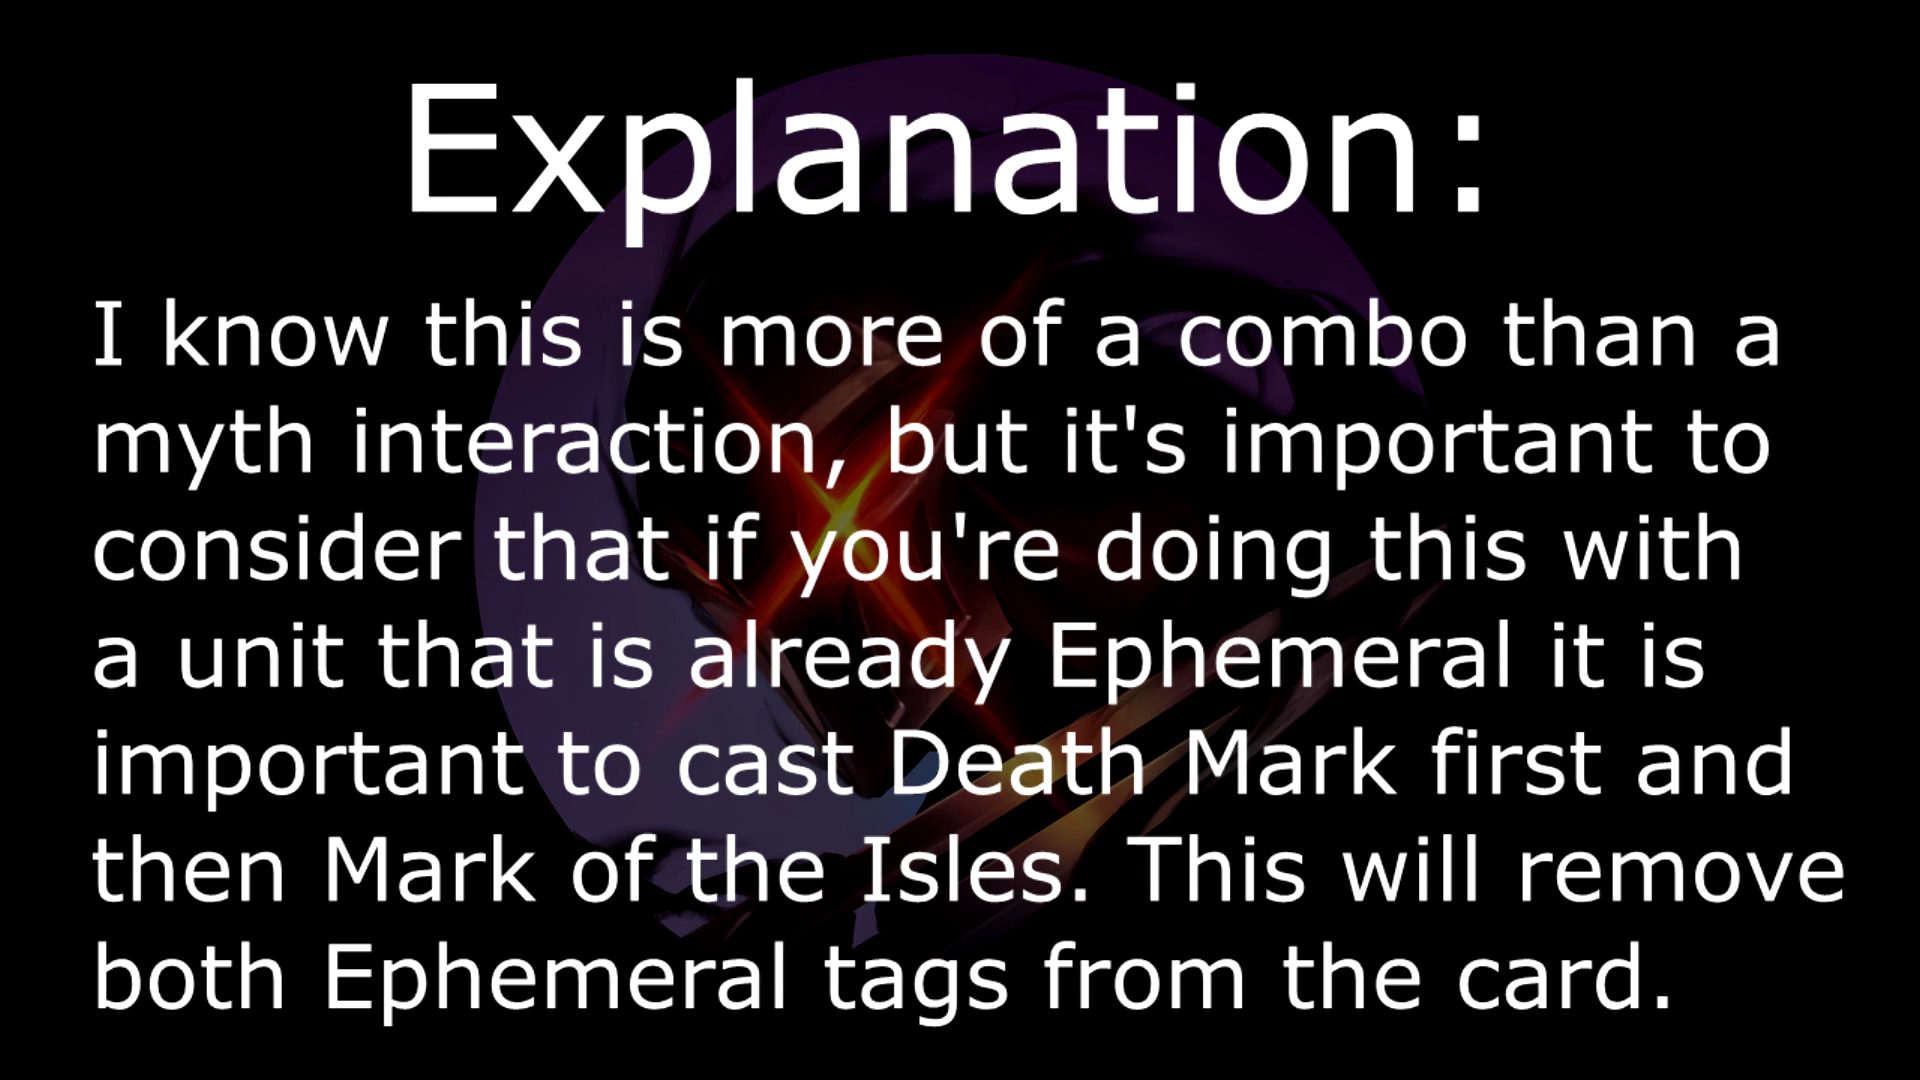 Explanation:
I know this is more of a combo than a
myth interaction, but it's important to
consider that if you're doing this with
a unit that is already Ephemeral it is
important to cast Death Mark first and
then Mark of the Isles. This will remove
both Ephemeral tags from the card.